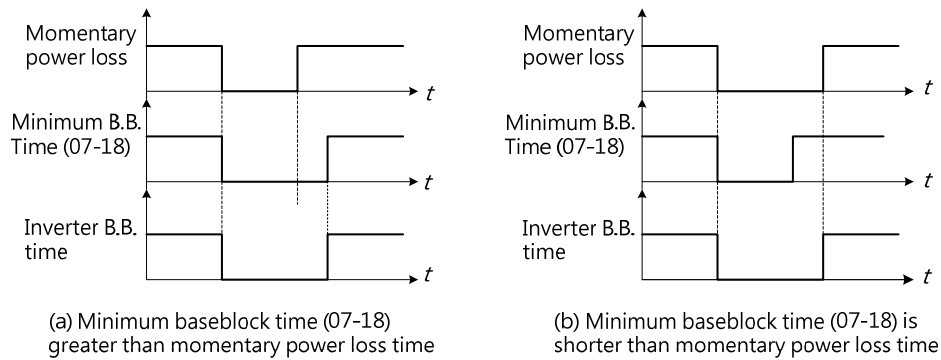 Momentary
power loss
t
Minimum B.B.
Time (07-18)
t
Inverter B.B.
time
t
(a) Minimum baseblock time (07-18)
greater than momentary power loss time
Momentary
power loss
t
Minimum B.B.
Time (07-18)
t
Inverter B.B.
time
t
(b) Minimum baseblock time (07-18) is
shorter than momentary power loss time